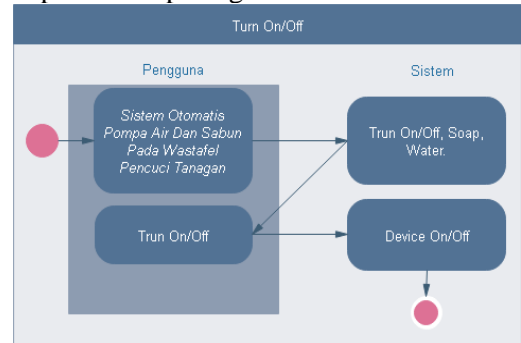 Turn On/Off
Pengguna
Sistem
Sistem Otomatis
Pompa Air Dan Sabun
Pada Wastafel
Pencuci Tanagan
Trun On/Off, Soap,
Water.
Trun On/Off
Device On/Off